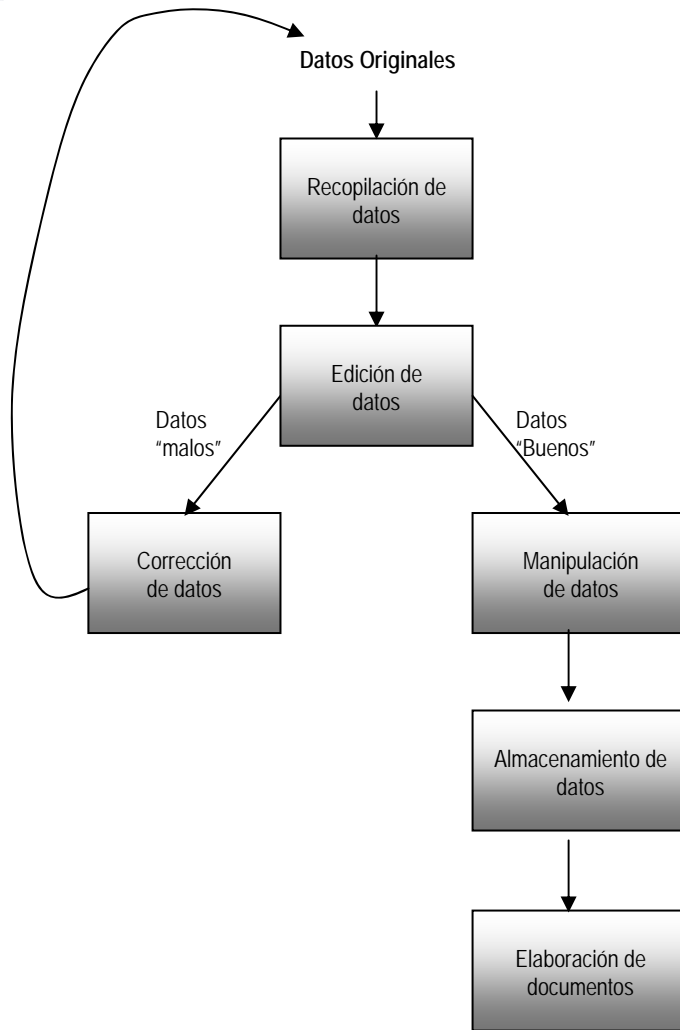 Datos Originales
Recopilación de
datos
Edición de
datos
Datos
“malos”
Datos
“Buenos”
Corrección
de datos
Manipulación
de datos
Almacenamiento de
datos
Elaboración de
documentos